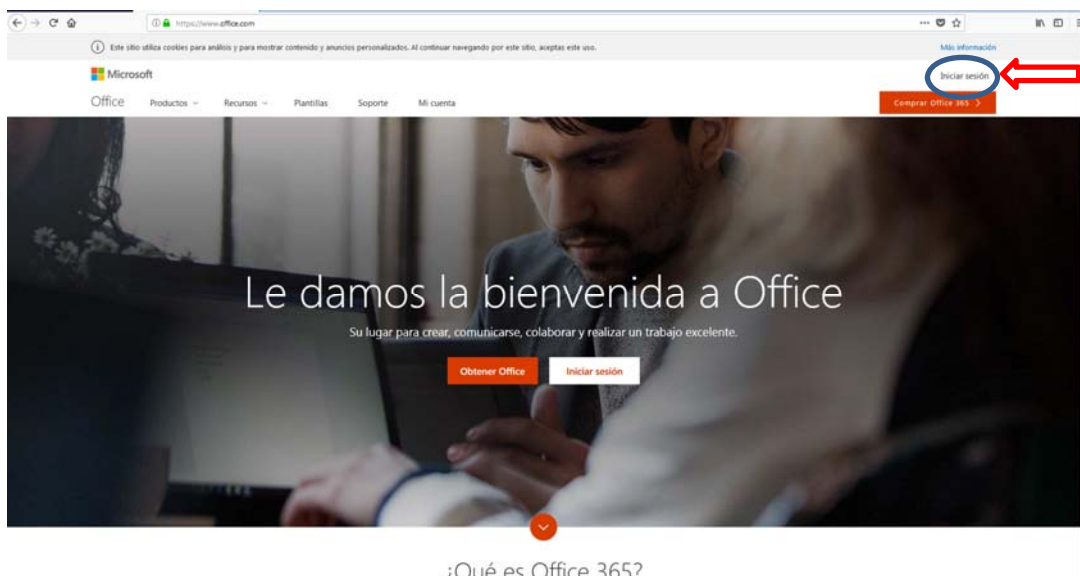 https://www.office.com
Este sitio utiliza cookies para análisis y para mostrar contenido y anuncios personalizados. Al continuar navegando por este sitio, aceptas este uso.
Más información
Microsoft
Iniciar sesión
Office Productos Recursos Plantillas Soporte Mi cuenta
Comprar Office 365
Le damos la bienvenida a Office
Su lugar para crear, comunicarse, colaborar y realizar un trabajo excelente.
Obtener Office Iniciar sesión
¿Qué es Office 365?